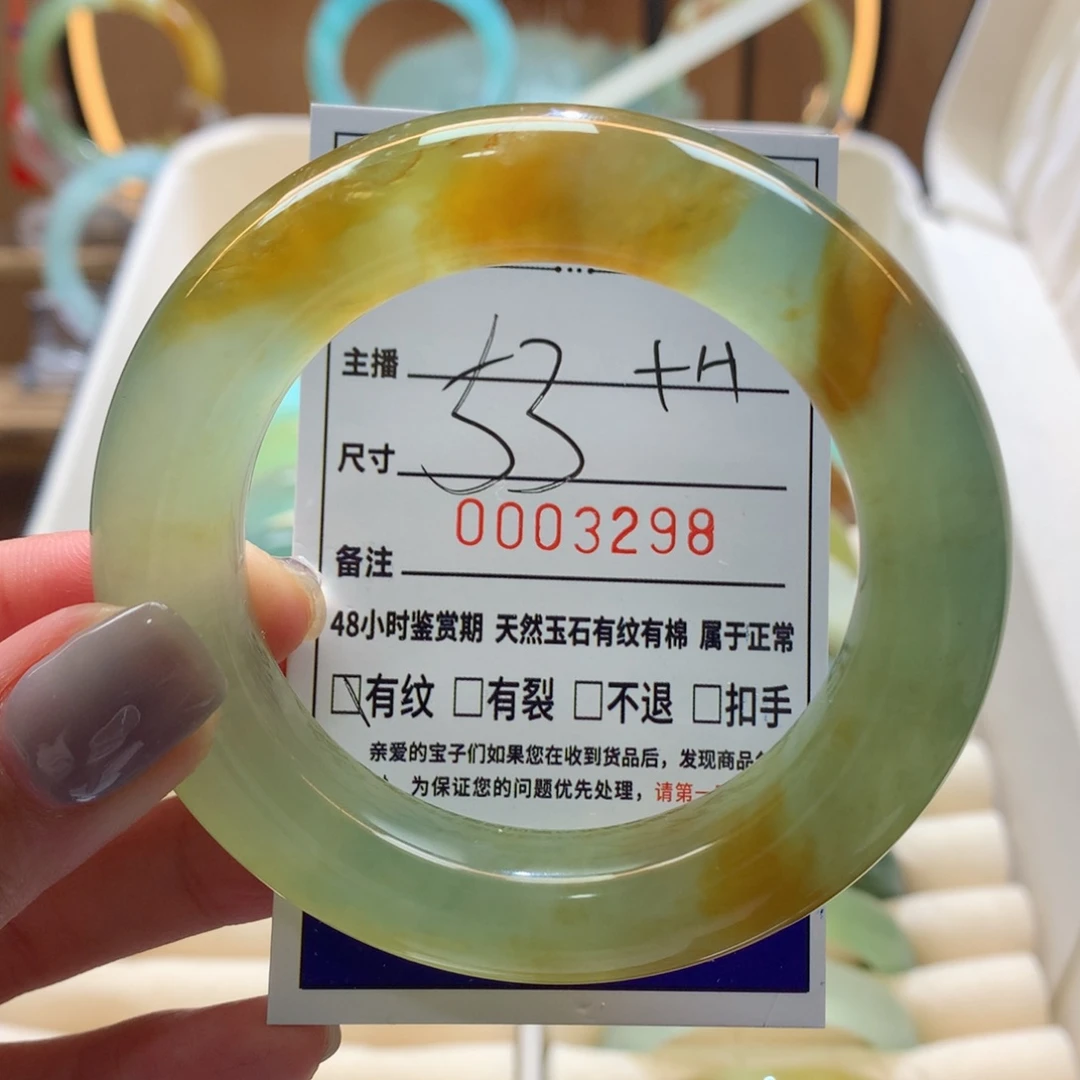 主播
尺寸 53
0003298
备注
48小时鉴赏期 天然玉石有纹有棉 属于正常
□有纹 □有裂 □不退 □扣手
亲爱的宝子们如果您在收到货品后，发现商品
为保证您的问题优先处理，请第一